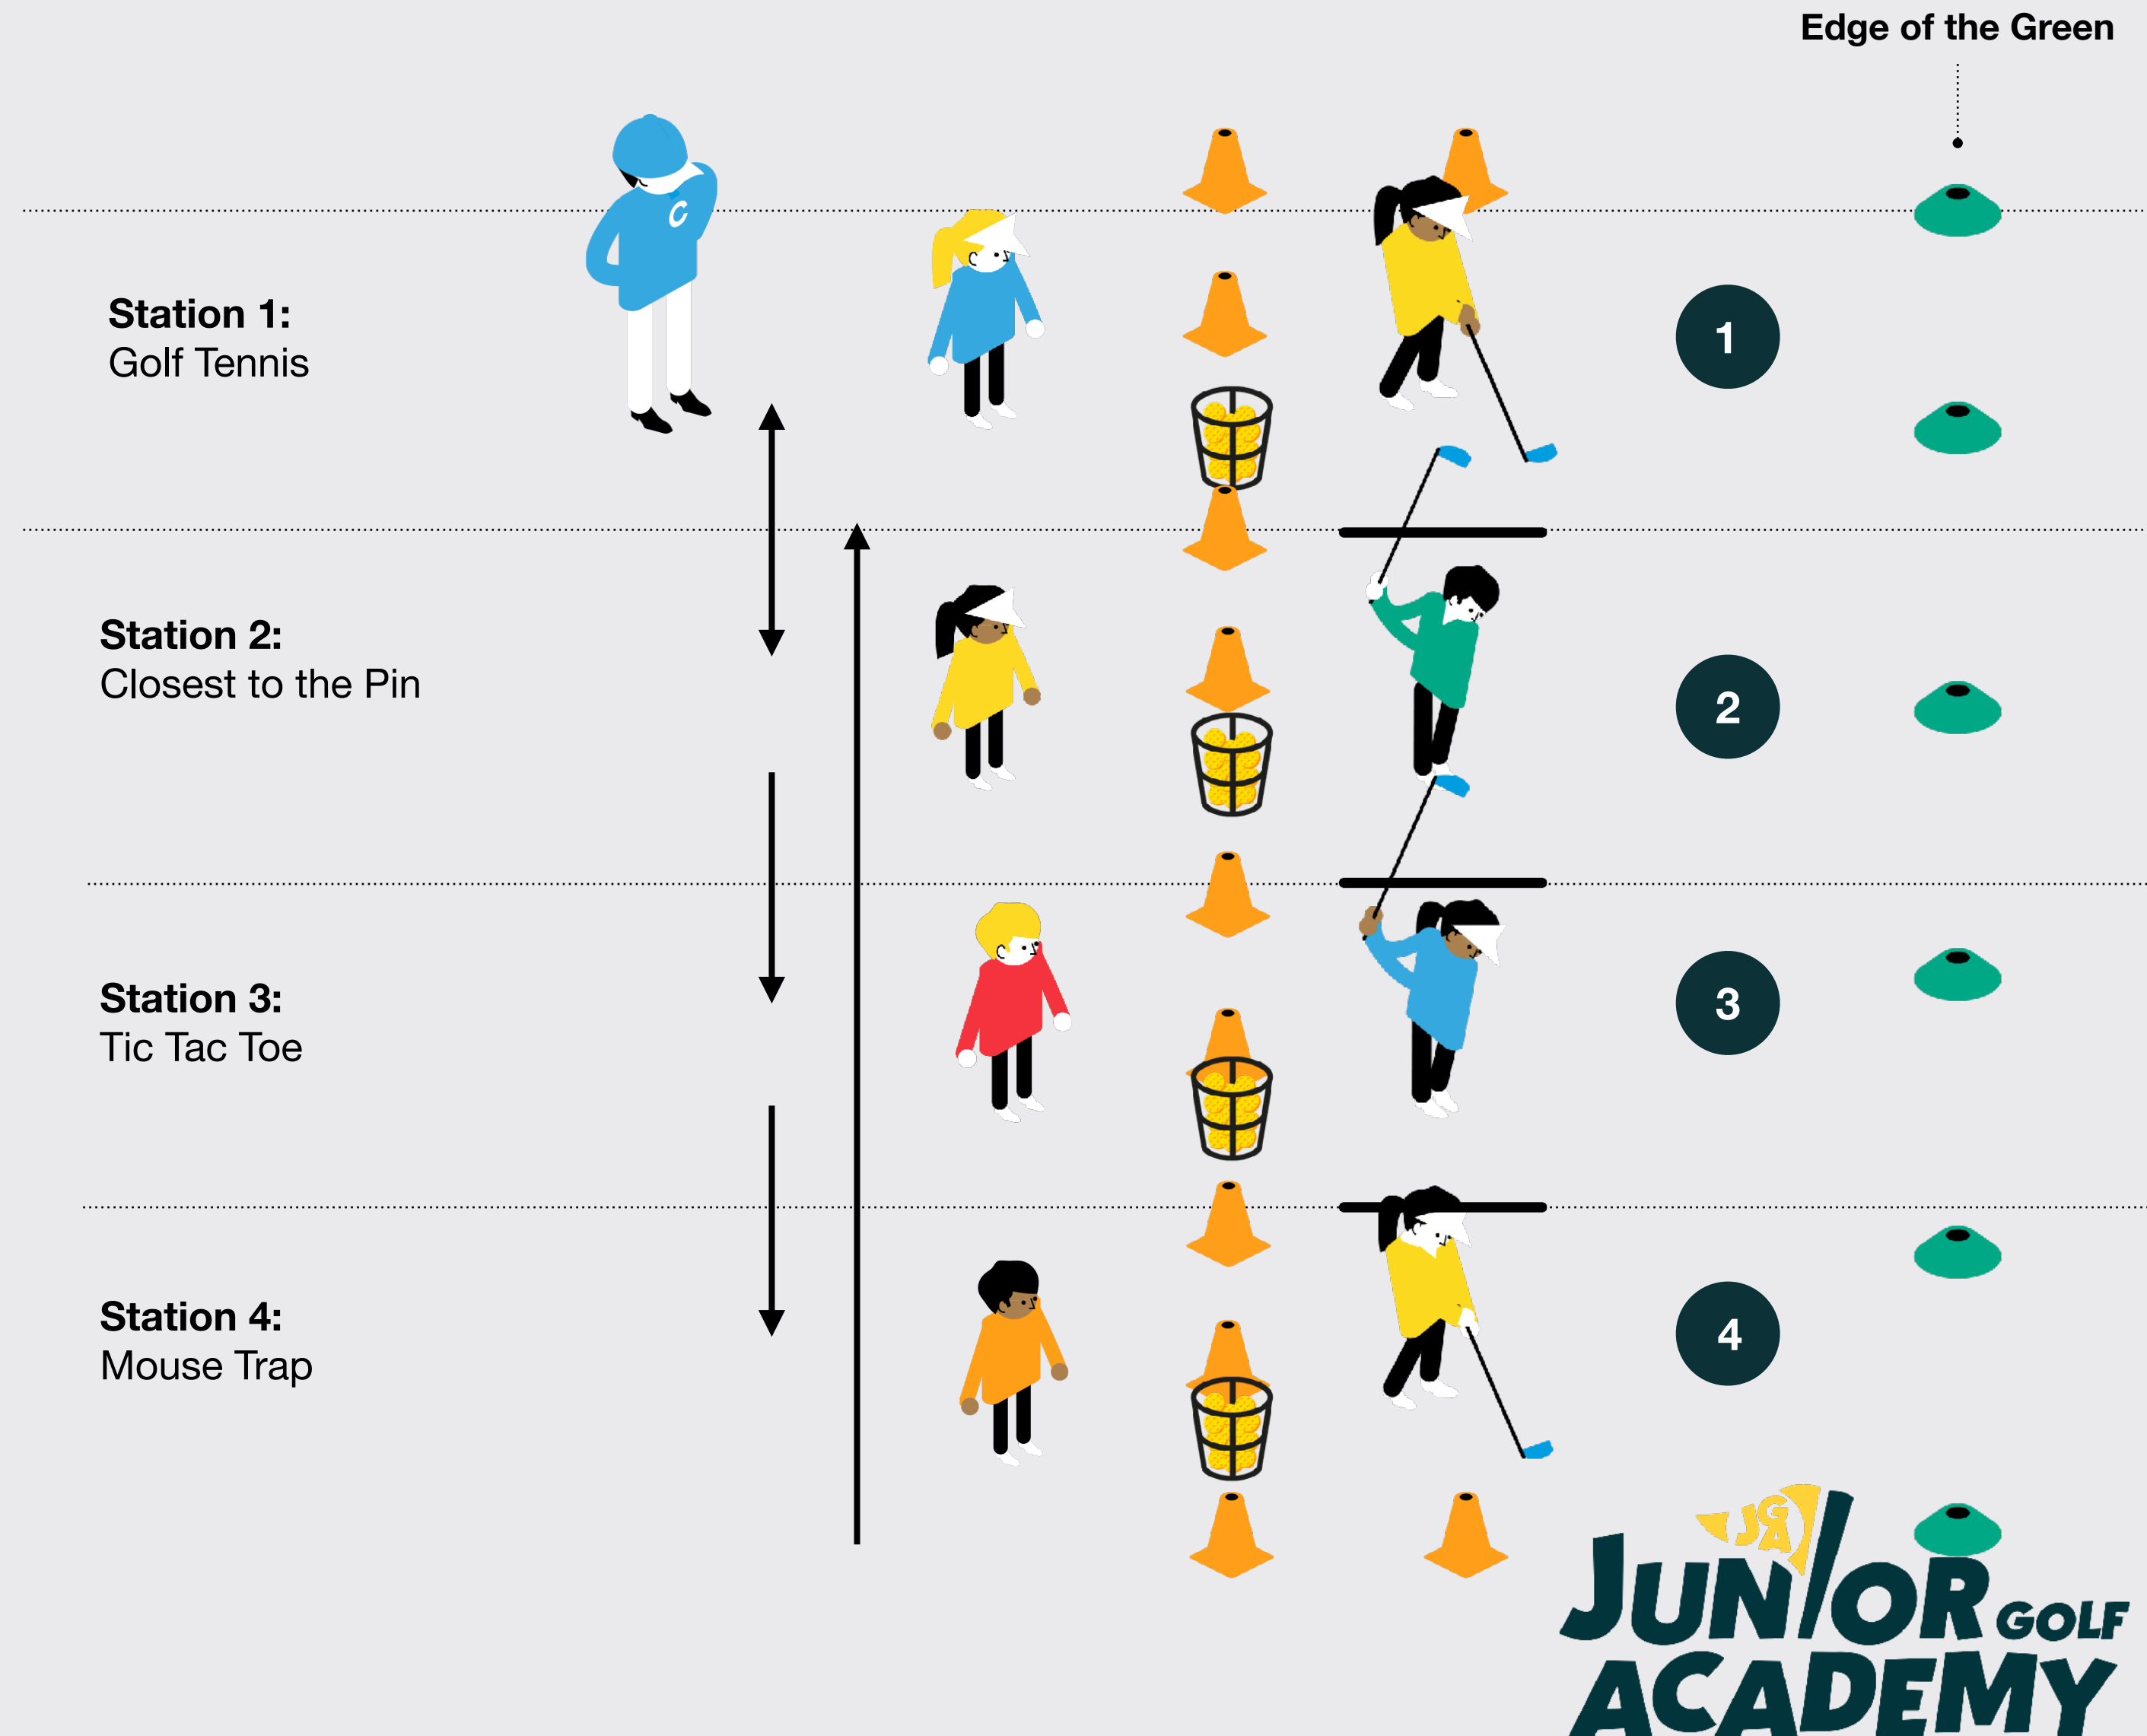 Edge of the Green
C
Station 1:
Golf Tennis
1
Station 2:
Closest to the Pin
2
Station 3:
Tic Tac Toe
3
Station 4:
Mouse Trap
4
JGA
JUNIOR GOLF
ACADEMY